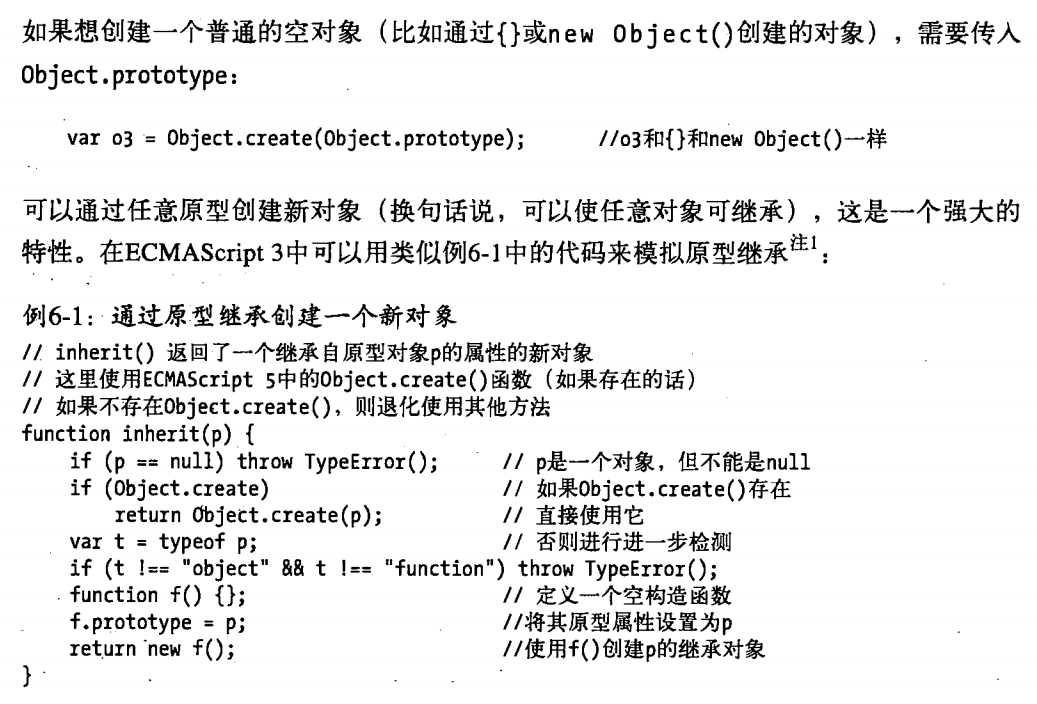 如果想创建一个普通的空对象（比如通过{}或new Object()创建的对象），需要传入
Object.prototype：
var o3 = Object.create(Object.prototype);      //o3和{}和new Object()一样
可以通过任意原型创建新对象（换句话说，可以使任意对象可继承），这是一个强大的
特性。在ECMAScript 3中可以用类似例6-1中的代码来模拟原型继承注1：
例6-1：通过原型继承创建一个新对象
// inherit() 返回了一个继承自原型对象p的属性的新对象
// 这里使用ECMAScript 5中的Object.create()函数（如果存在的话）
// 如果不存在Object.create()，则退化使用其他方法
function inherit(p) {
    if (p == null) throw TypeError();      // p是一个对象，但不能是null
    if (Object.create)                     // 如果Object.create()存在
        return Object.create(p);           // 直接使用它
    var t = typeof p;                      // 否则进行进一步检测
    if (t !== "object" && t !== "function") throw TypeError();
    function f() {};                       // 定义一个空构造函数
    f.prototype = p;                       //将其原型属性设置为p
    return new f();                        //使用f()创建p的继承对象
}